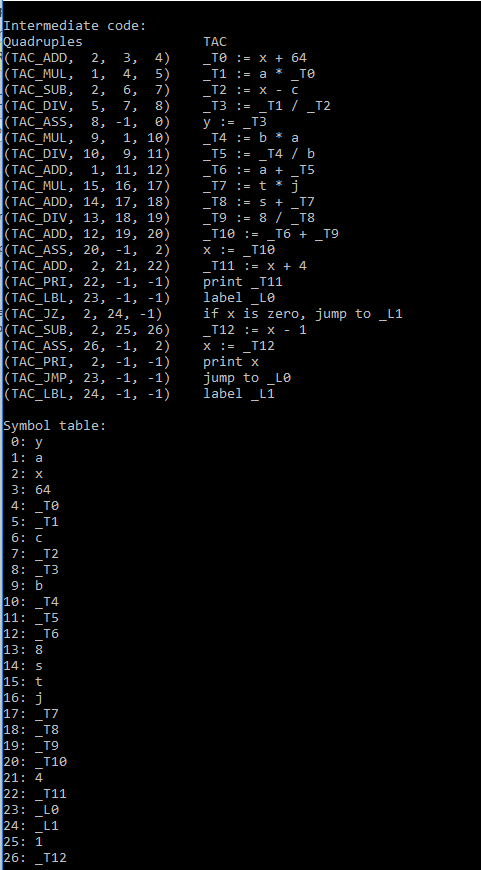 Intermediate code:
Quadruples                TAC
(TAC_ADD,  2,  3,  4)    _T0 := x + 64
(TAC_MUL,  1,  4,  5)    _T1 := a * _T0
(TAC_SUB,  2,  6,  7)    _T2 := x - c
(TAC_DIV,  5,  7,  8)    _T3 := _T1 / _T2
(TAC_ASS,  8, -1,  0)    y := _T3
(TAC_MUL,  9,  1, 10)    _T4 := b * a
(TAC_DIV, 10,  9, 11)    _T5 := _T4 / b
(TAC_ADD,  1, 11, 12)    _T6 := a + _T5
(TAC_MUL, 15, 16, 17)    _T7 := t * j
(TAC_ADD, 14, 17, 18)    _T8 := s + _T7
(TAC_DIV, 13, 18, 19)    _T9 := 8 / _T8
(TAC_ADD, 12, 19, 20)    _T10 := _T6 + _T9
(TAC_ASS, 20, -1,  2)    x := _T10
(TAC_ADD,  2, 21, 22)    _T11 := x + 4
(TAC_PRI, 22, -1, -1)    print _T11
(TAC_LBL, 23, -1, -1)    label _L0
(TAC_JZ,  2, 24, -1)     if x is zero, jump to _L1
(TAC_SUB,  2, 25, 26)    _T12 := x - 1
(TAC_ASS, 26, -1,  2)    x := _T12
(TAC_PRI,  2, -1, -1)    print x
(TAC_JMP, 23, -1, -1)    jump to _L0
(TAC_LBL, 24, -1, -1)    label _L1
Symbol table:
0: y
1: a
2: x
3: 64
4: _T0
5: _T1
6: c
7: _T2
8: _T3
9: b
10: _T4
11: _T5
12: _T6
13: 8
14: s
15: t
16: j
17: _T7
18: _T8
19: _T9
20: _T10
21: 4
22: _T11
23: _L0
24: _L1
25: 1
26: _T12